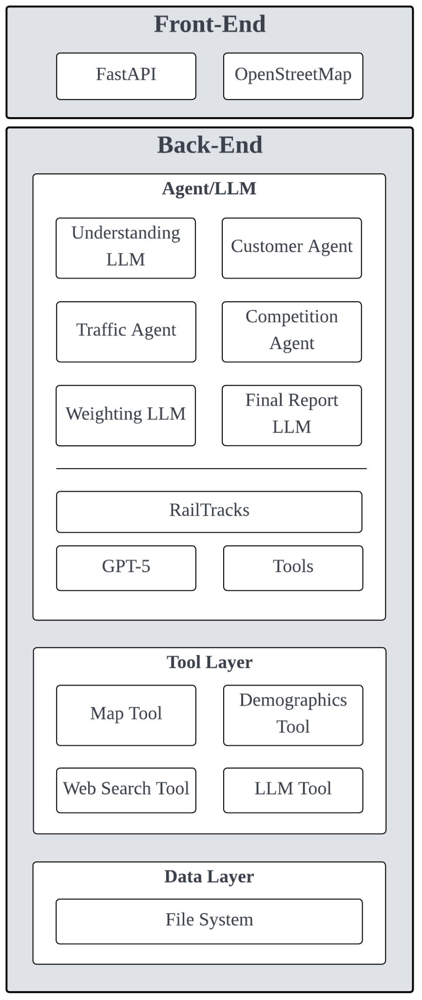 Front-End
FastAPI
OpenStreetMap
Back-End
Agent/LLM
Understanding
LLM
Customer Agent
Traffic Agent
Competition
Agent
Weighting LLM
Final Report
LLM
RailTracks
GPT-5
Tools
Tool Layer
Map Tool
Demographics
Tool
Web Search Tool
LLM Tool
Data Layer
File System